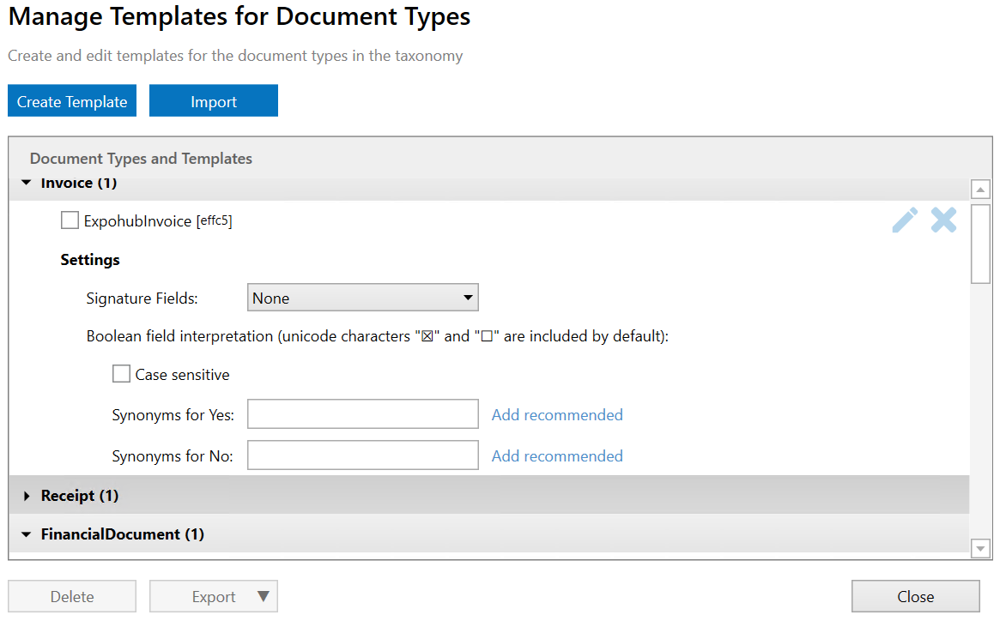 Manage Templates for Document Types
Create and edit templates for the document types in the taxonomy
Create Template
Import
Document Types and Templates
Invoice (1)
ExpohubInvoice [effc5]
Settings
Signature Fields:
None
Boolean field interpretation (unicode characters "☒" and "☐" are included by default):
Case sensitive
Synonyms for Yes:
Add recommended
Synonyms for No:
Add recommended
Receipt (1)
FinancialDocument (1)
Delete
Export
Close